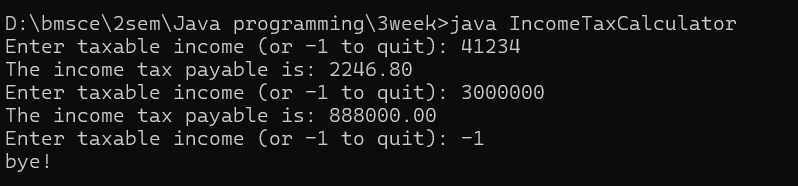 D:\bmsce\2sem\Java programming\3week>java IncomeTaxCalculator
Enter taxable income (or -1 to quit): 41234
The income tax payable is: 2246.80
Enter taxable income (or -1 to quit): 3000000
The income tax payable is: 888000.00
Enter taxable income (or -1 to quit): -1
bye!